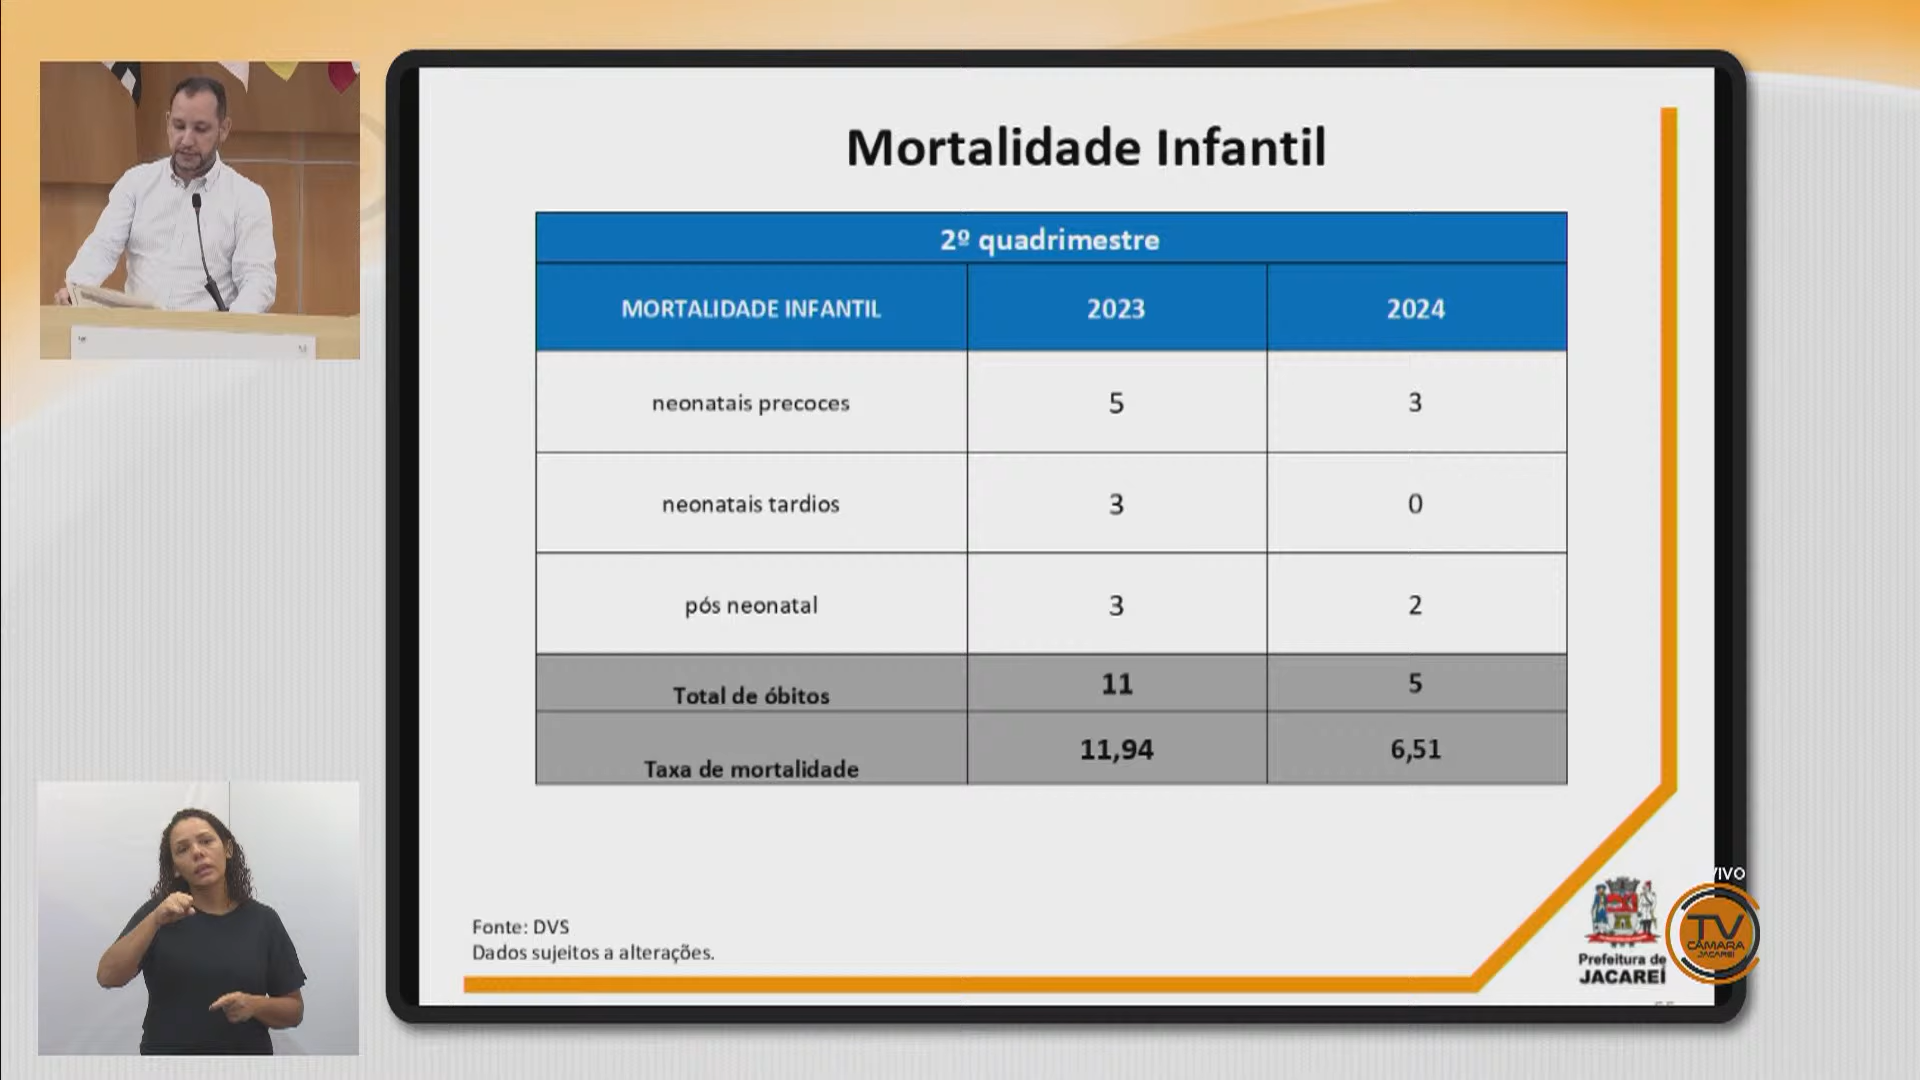 Mortalidade Infantil
2º quadrimestre
MORTALIDADE INFANTIL 2023 2024
neonatais precoces 5 3
neonatais tardios 3 0
pós neonatal 3 2
Total de óbitos 11 5
Taxa de mortalidade 11,94 6,51
Fonte: DVS
Dados sujeitos a alterações.
Prefeitura de
JACAREÍ
VIVO
TV
CÂMARA
JACAREÍ